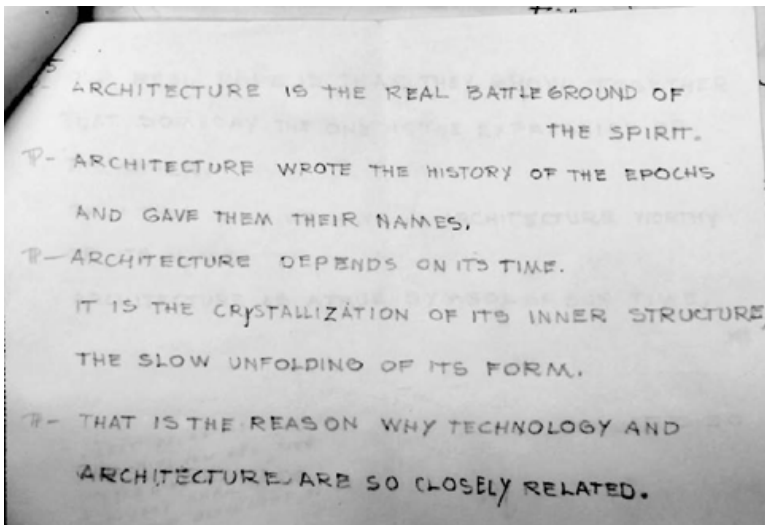 ARCHITECTURE IS THE REAL BATTLEGROUND OF
THE SPIRIT.
P- ARCHITECTURE WROTE THE HISTORY OF THE EPOCHS
AND GAVE THEM THEIR NAMES.
P- ARCHITECTURE DEPENDS ON ITS TIME.
IT IS THE CRYSTALLIZATION OF ITS INNER STRUCTURE,
THE SLOW UNFOLDING OF ITS FORM.
P- THAT IS THE REASON WHY TECHNOLOGY AND
ARCHITECTURE ARE SO CLOSELY RELATED.